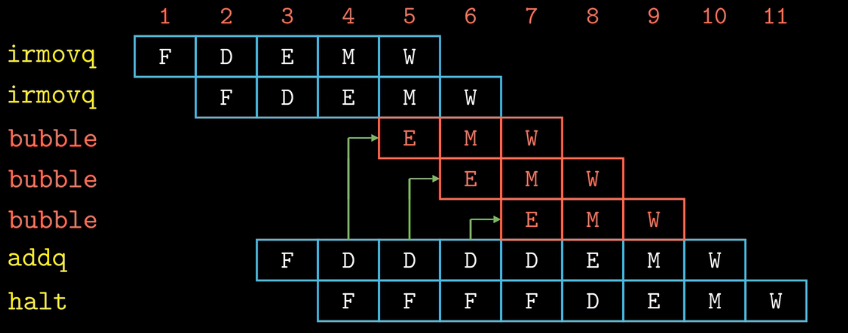 1 2 3 4 5 6 7 8 9 10 11
irmovq F D E M W
irmovq F D E M W
bubble E M W
bubble E M W
bubble E M W
addq F D D D D E M W
halt F F F F D E M W